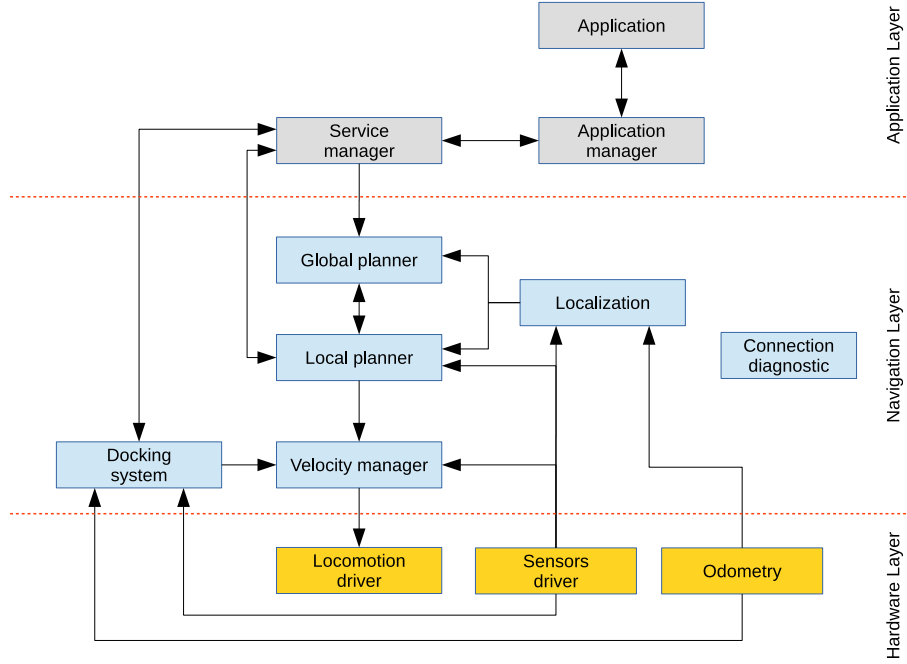 Application
Application Layer
Service
manager
Application
manager
Global planner
Localization
Navigation Layer
Local planner
Connection
diagnostic
Docking
system
Velocity manager
Locomotion
driver
Sensors
driver
Odometry
Hardware Layer